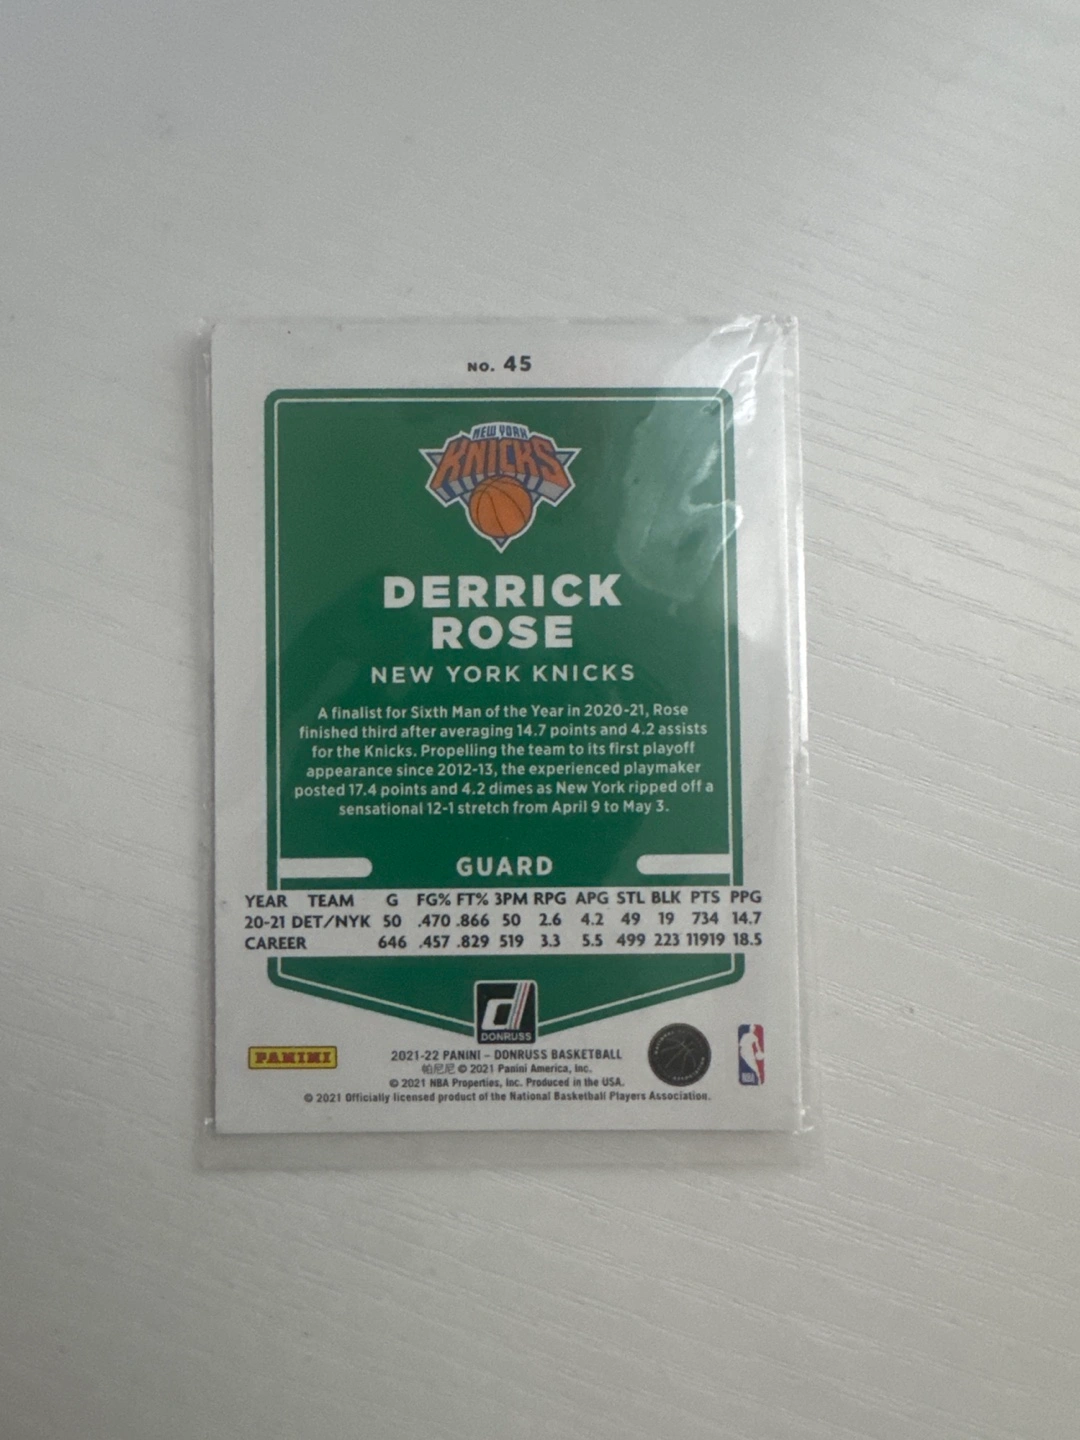 NO. 45
NEW YORK
KNICKS
DERRICK
ROSE
NEW YORK KNICKS
A finalist for Sixth Man of the Year in 2020-21, Rose
finished third after averaging 14.7 points and 4.2 assists
for the Knicks. Propelling the team to its first playoff
appearance since 2012-13, the experienced playmaker
posted 17.4 points and 4.2 dimes as New York ripped off a
sensational 12-1 stretch from April 9 to May 3.
GUARD
YEAR TEAM G FG% FT% 3PM RPG APG STL BLK PTS PPG
20-21 DET/NYK 50 .470 .866 50 2.6 4.2 49 19 734 14.7
CAREER 646 .457 .829 519 3.3 5.5 499 223 11919 18.5
d
DONRUSS
PANINI
2021-22 PANINI – DONRUSS BASKETBALL
帕尼尼 © 2021 Panini America, Inc.
© 2021 NBA Properties, Inc. Produced in the USA.
© 2021 Officially licensed product of the National Basketball Players Association.
NBA